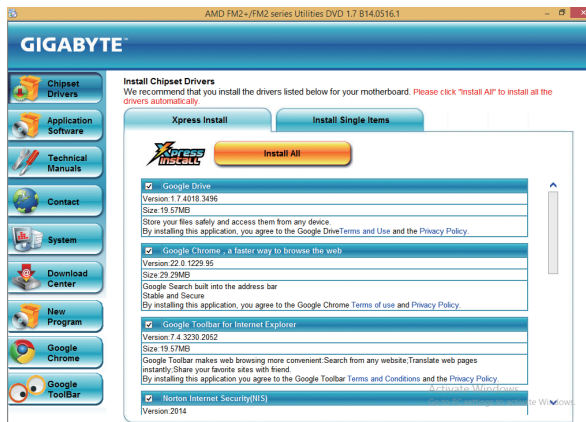 AMD FM2+/FM2 series Utilities DVD 1.7 B14.0516.1
GIGABYTE™
Chipset
Drivers
Application
Software
Technical
Manuals
Contact
System
Download
Center
New
Program
Google
Chrome
Google
ToolBar
Install Chipset Drivers
We recommend that you install the drivers listed below for your motherboard. Please click "Install All" to install all the
drivers automatically.
Xpress Install
Install Single Items
Xpress
Install
Install All
Google Drive
Version:1.7.4018.3496
Size:19.57MB
Store your files safely and access them from any device.
By installing this application, you agree to the Google DriveTerms and Use and the Privacy Policy.
Google Chrome , a faster way to browse the web
Version:22.0.1229.95
Size:29.29MB
Google Search built into the address bar
Stable and Secure
By installing this application, you agree to the Google Chrome Terms of use and Privacy Policy.
Google Toolbar for Internet Explorer
Version:7.4.3230.2052
Size:19.57MB
Google Toolbar makes web browsing more convenient:Search from any website;Translate web pages
instantly;Share your favorite sites with friend.
By installing this application you agree to the Google Toolbar Terms and Conditions and the Privacy Policy.
Norton Internet Security(NIS)
Version:2014
Activate Windows
Go to PC settings to activate Windows.